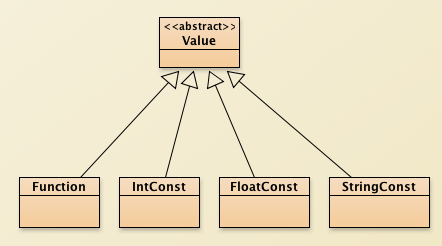 <<abstract>>
Value
Function
IntConst
FloatConst
StringConst